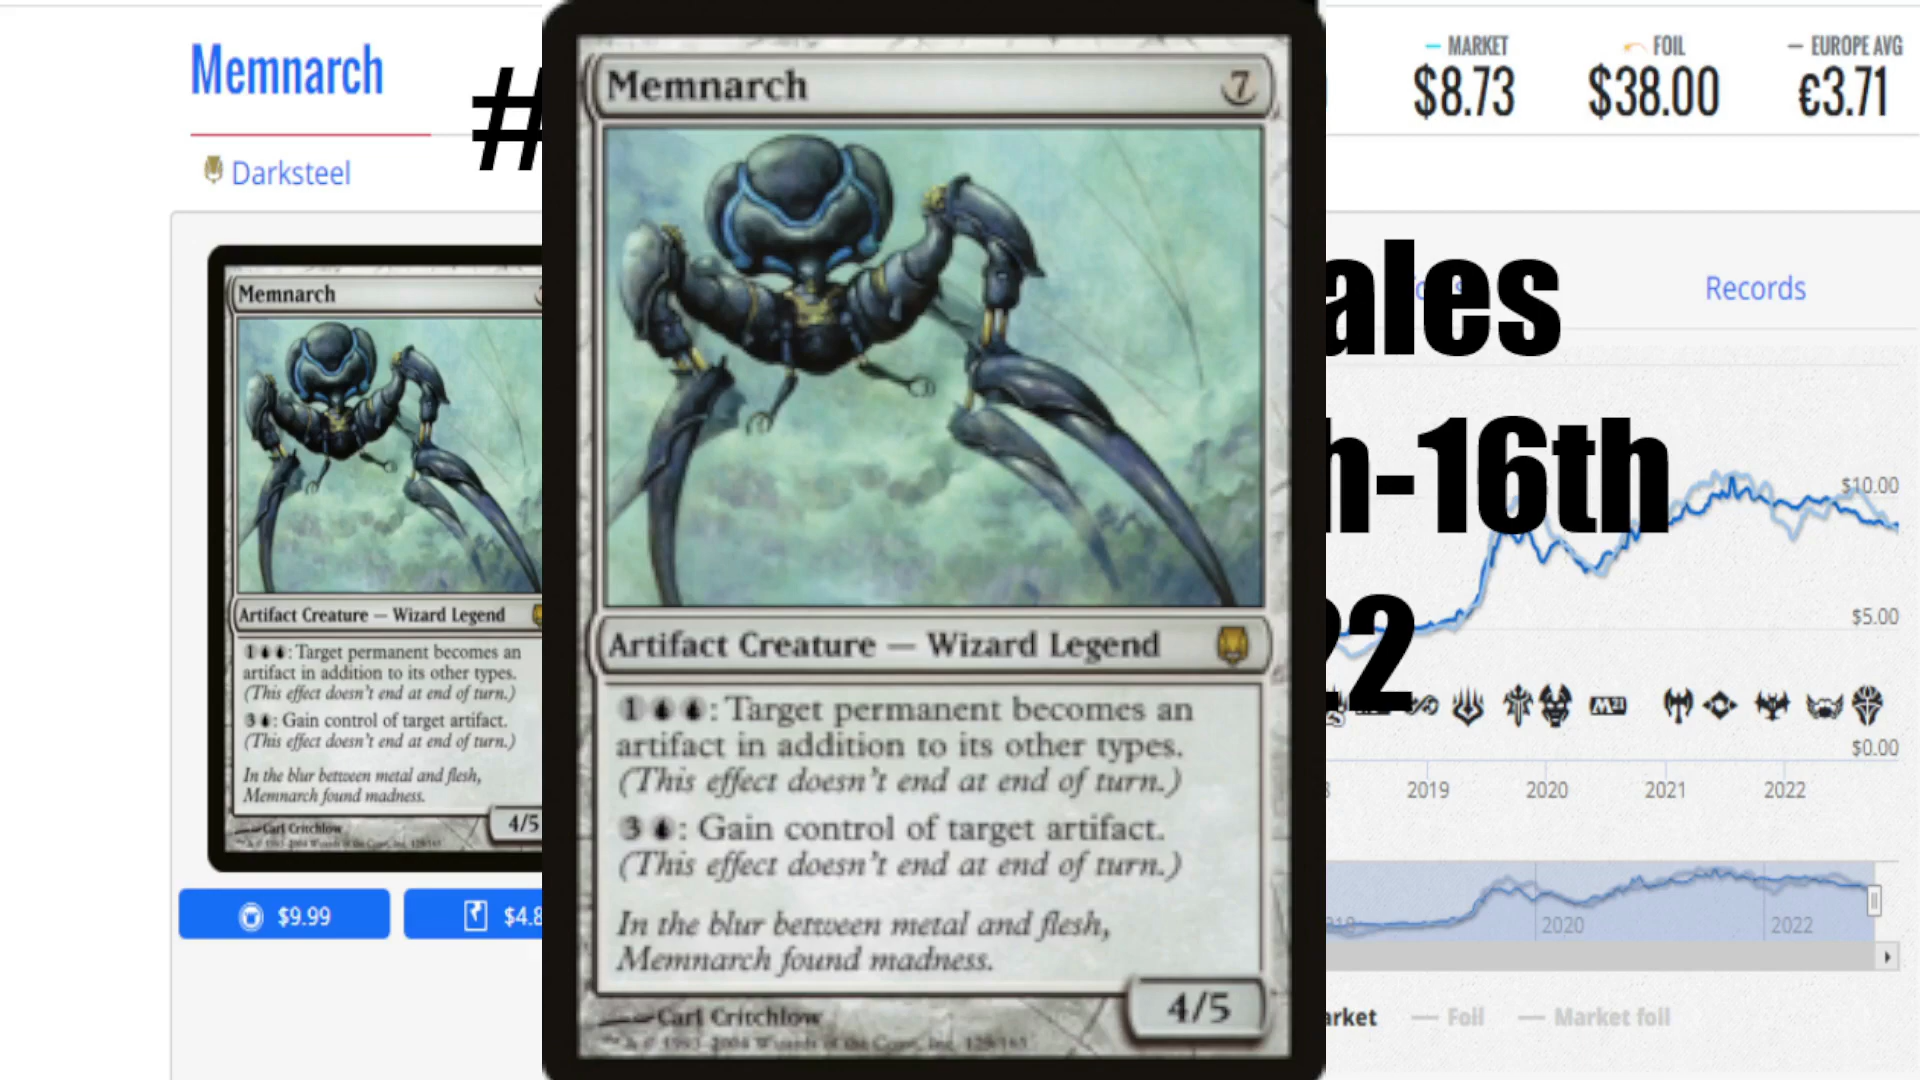 Memnarch
Darksteel
#
Memnarch
Artifact Creature — Wizard Legend
1: Target permanent becomes an
artifact in addition to its other types.
(This effect doesn't end at end of turn.)
3: Gain control of target artifact.
(This effect doesn't end at end of turn.)
In the blur between metal and flesh,
Memnarch found madness.
4/5
Carl Critchlow
$9.99
$4.8
Memnarch
7
Artifact Creature — Wizard Legend
1: Target permanent becomes an
artifact in addition to its other types.
(This effect doesn't end at end of turn.)
3: Gain control of target artifact.
(This effect doesn't end at end of turn.)
In the blur between metal and flesh,
Memnarch found madness.
4/5
Carl Critchlow
MARKET
$8.73
FOIL
$38.00
EUROPE AVG
€3.71
Records
ales
h-16th
22
$10.00
$5.00
M21
$0.00
2019
2020
2021
2022
2020
2022
arket
Foil
Market foil